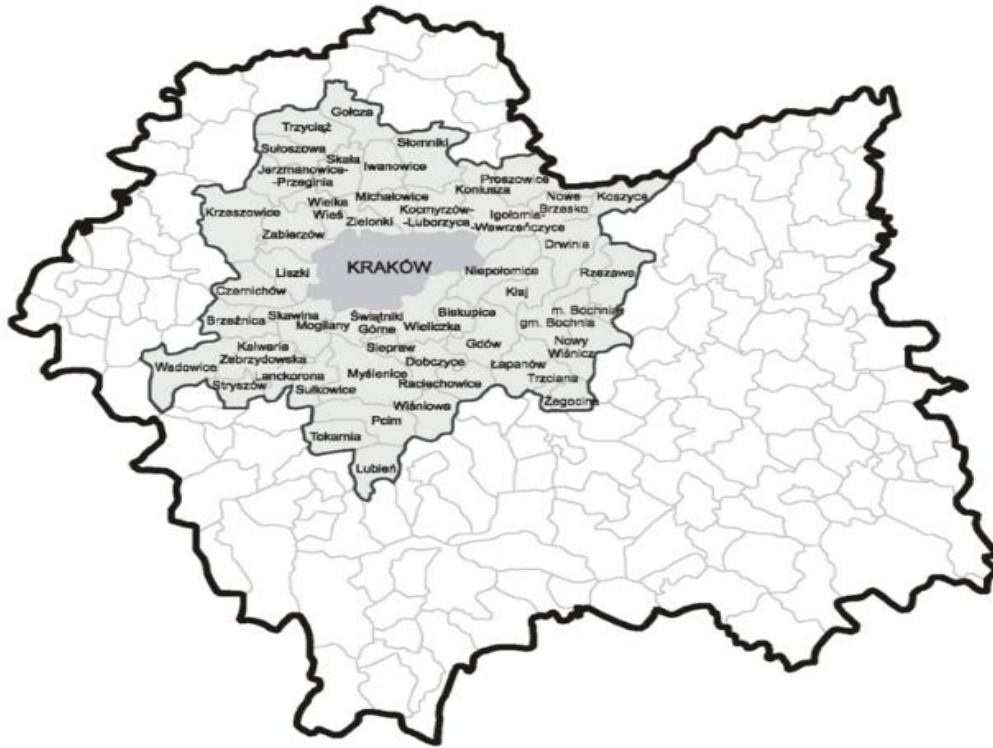 Gołcza
Trzyciąż
Słomniki
Sułoszowa
Skała
Iwanowice
Jerzmanowice-
-Przeginia
Proszowice
Koniusza
Michałowice
Nowe
Brzesko
Koszyce
Wielka
Wieś
Krzeszowice
Kocmyrzów-
-Luborzyca
Igołomia-
-Wawrzeńczyce
Zielonki
Zabierzów
Drwinia
KRAKÓW
Niepołomice
Liszki
Rzezawa
Czernichów
Kłaj
Skawina
Brzeźnica
Mogilany
Świątniki
Górne
Biskupice
Wieliczka
m. Bochnia
gm. Bochnia
Kalwaria
Zebrzydowska
Siepraw
Gdów
Nowy
Wiśnicz
Wadowice
Dobczyce
Łapanów
Lanckorona
Stryszów
Myślenice
Raciechowice
Trzciana
Sułkowice
Żegocina
Wiśniowa
Pcim
Tokarnia
Lubień